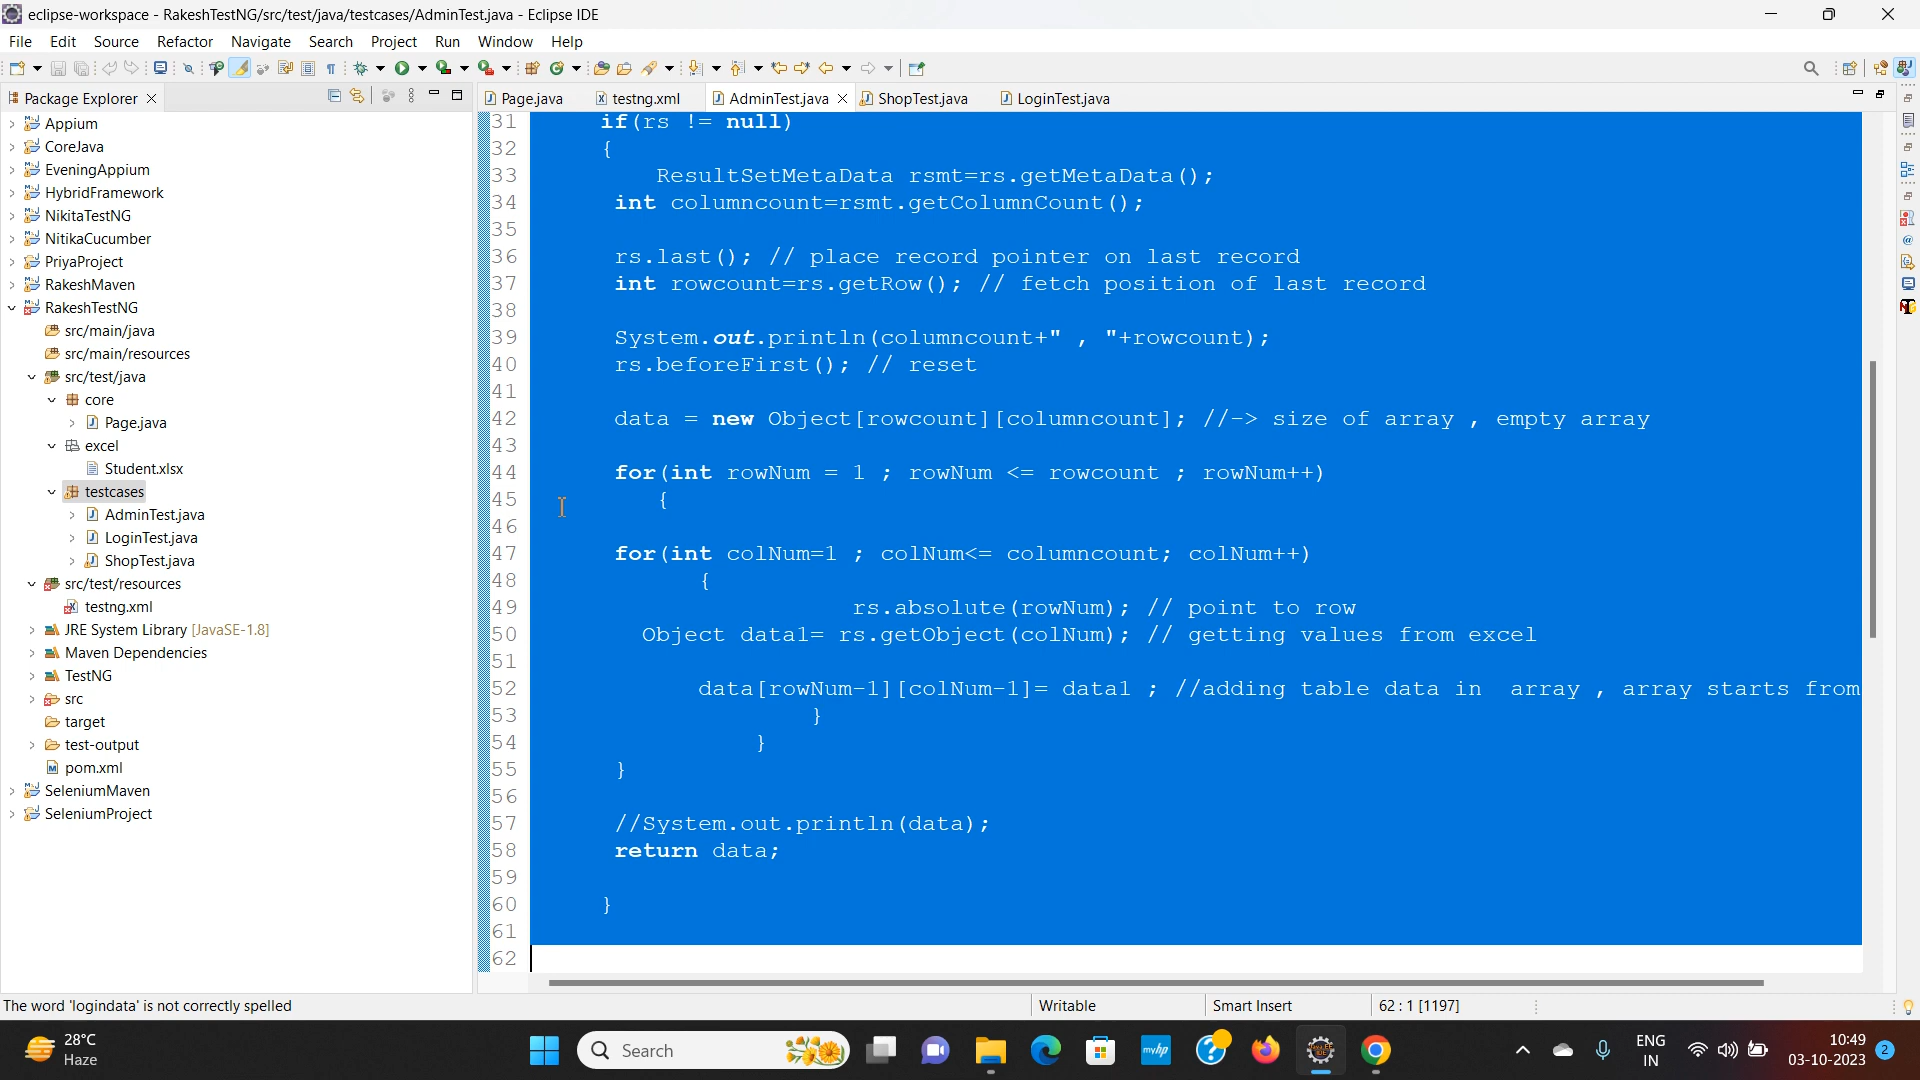 eclipse-workspace - RakeshTestNG/src/test/java/testcases/AdminTest.java - Eclipse IDE
File Edit Source Refactor Navigate Search Project Run Window Help
Package Explorer
Appium
CoreJava
EveningAppium
HybridFramework
NikitaTestNG
NitikaCucumber
PriyaProject
RakeshMaven
RakeshTestNG
src/main/java
src/main/resources
src/test/java
core
Page.java
excel
Student.xlsx
testcases
AdminTest.java
LoginTest.java
ShopTest.java
src/test/resources
testng.xml
JRE System Library [JavaSE-1.8]
Maven Dependencies
TestNG
src
target
test-output
pom.xml
SeleniumMaven
SeleniumProject
Page.java testng.xml AdminTest.java ShopTest.java LoginTest.java
31 if(rs != null)
32 {
33 ResultSetMetaData rsmt=rs.getMetaData();
34 int columncount=rsmt.getColumnCount();
35
36 rs.last(); // place record pointer on last record
37 int rowcount=rs.getRow(); // fetch position of last record
38
39 System.out.println(columncount+" , "+rowcount);
40 rs.beforeFirst(); // reset
41
42 data = new Object[rowcount][columncount]; //-> size of array , empty array
43
44 for(int rowNum = 1 ; rowNum <= rowcount ; rowNum++)
45 {
46
47 for(int colNum=1 ; colNum<= columncount; colNum++)
48 {
49 rs.absolute(rowNum); // point to row
50 Object data1= rs.getObject(colNum); // getting values from excel
51
52 data[rowNum-1][colNum-1]= data1 ; //adding table data in array , array starts from
53 }
54 }
55 }
56
57 //System.out.println(data);
58 return data;
59
60 }
61
62
The word 'logindata' is not correctly spelled Writable Smart Insert 62 : 1 [1197]
28°C
Haze
Search
myhp
ENG
IN
10:49
03-10-2023
2